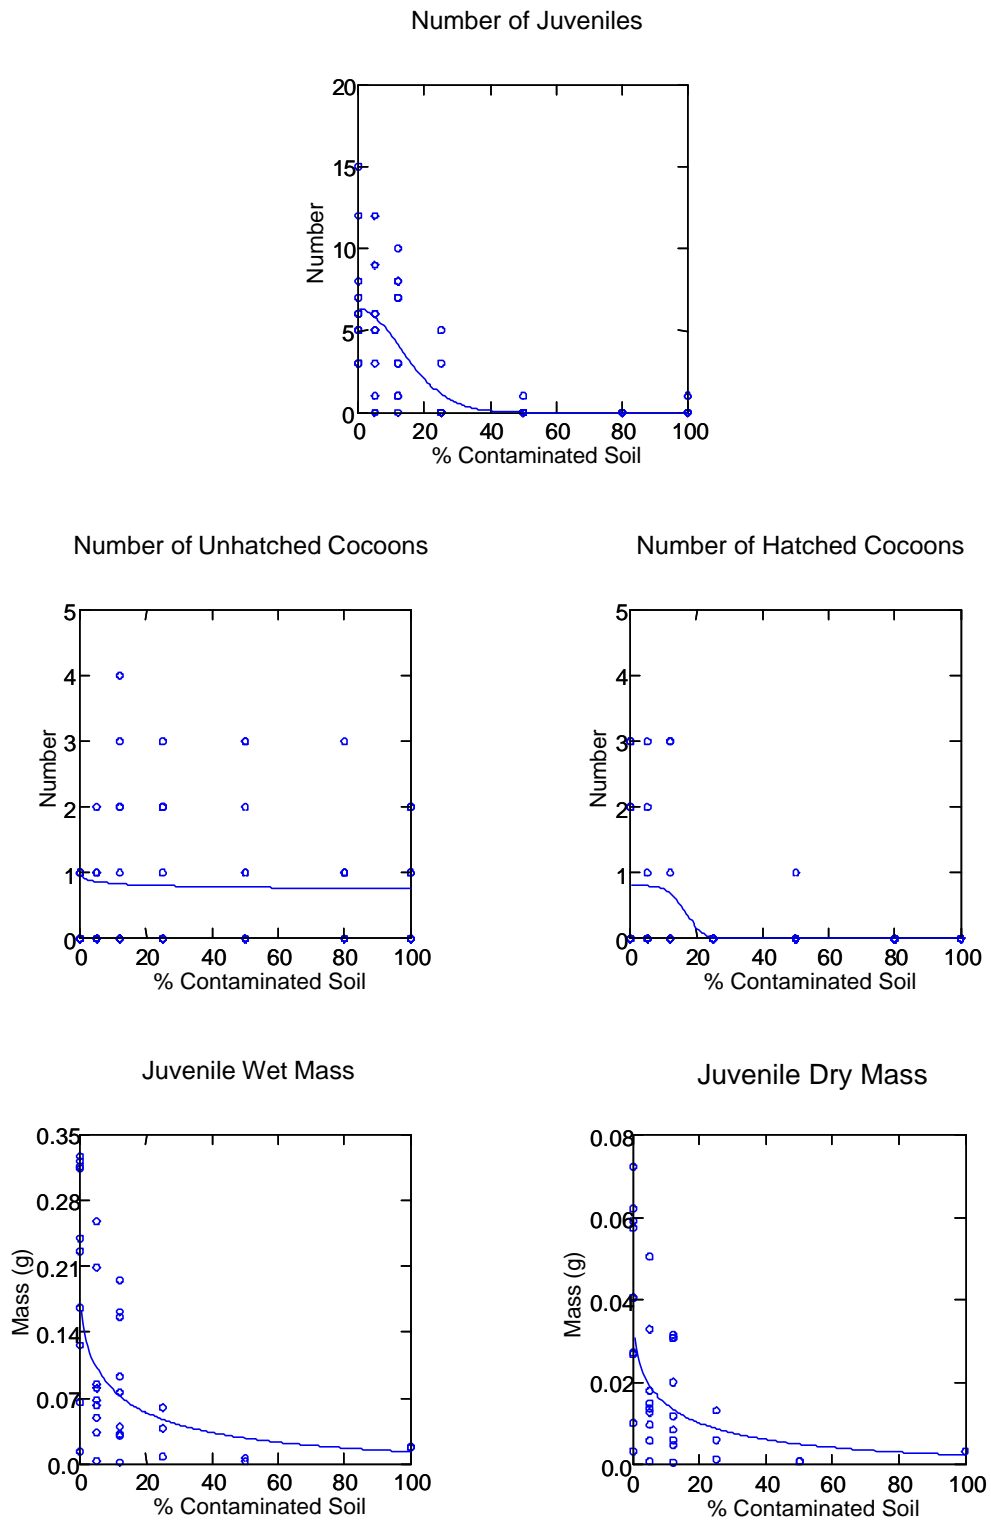 Number of Juveniles
20
15
10
5
0
Number
0 20 40 60 80 100
% Contaminated Soil
Number of Unhatched Cocoons
5
4
3
2
1
0
Number
0 20 40 60 80 100
% Contaminated Soil
Number of Hatched Cocoons
5
4
3
2
1
0
Number
0 20 40 60 80 100
% Contaminated Soil
Juvenile Wet Mass
0.35
0.28
0.21
0.14
0.07
0.0
Mass (g)
0 20 40 60 80 100
% Contaminated Soil
Juvenile Dry Mass
0.08
0.06
0.04
0.02
0.0
Mass (g)
0 20 40 60 80 100
% Contaminated Soil